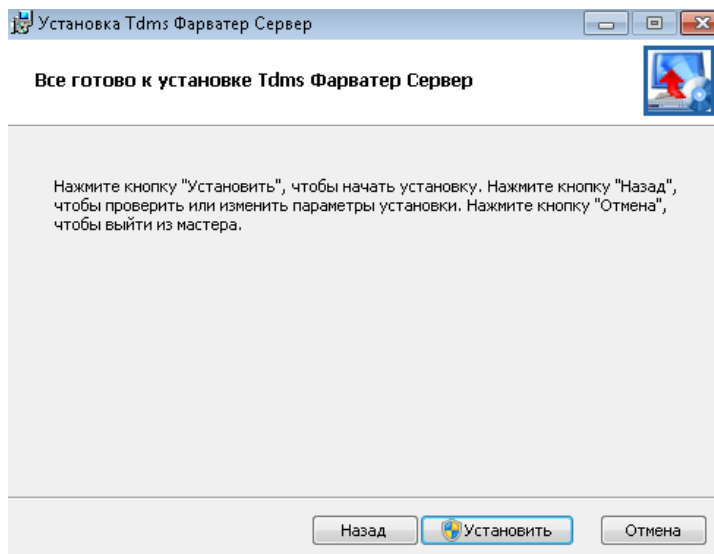 Установка Tdms Фарватер Сервер
Все готово к установке Tdms Фарватер Сервер
Нажмите кнопку "Установить", чтобы начать установку. Нажмите кнопку "Назад",
чтобы проверить или изменить параметры установки. Нажмите кнопку "Отмена",
чтобы выйти из мастера.
Назад
Установить
Отмена